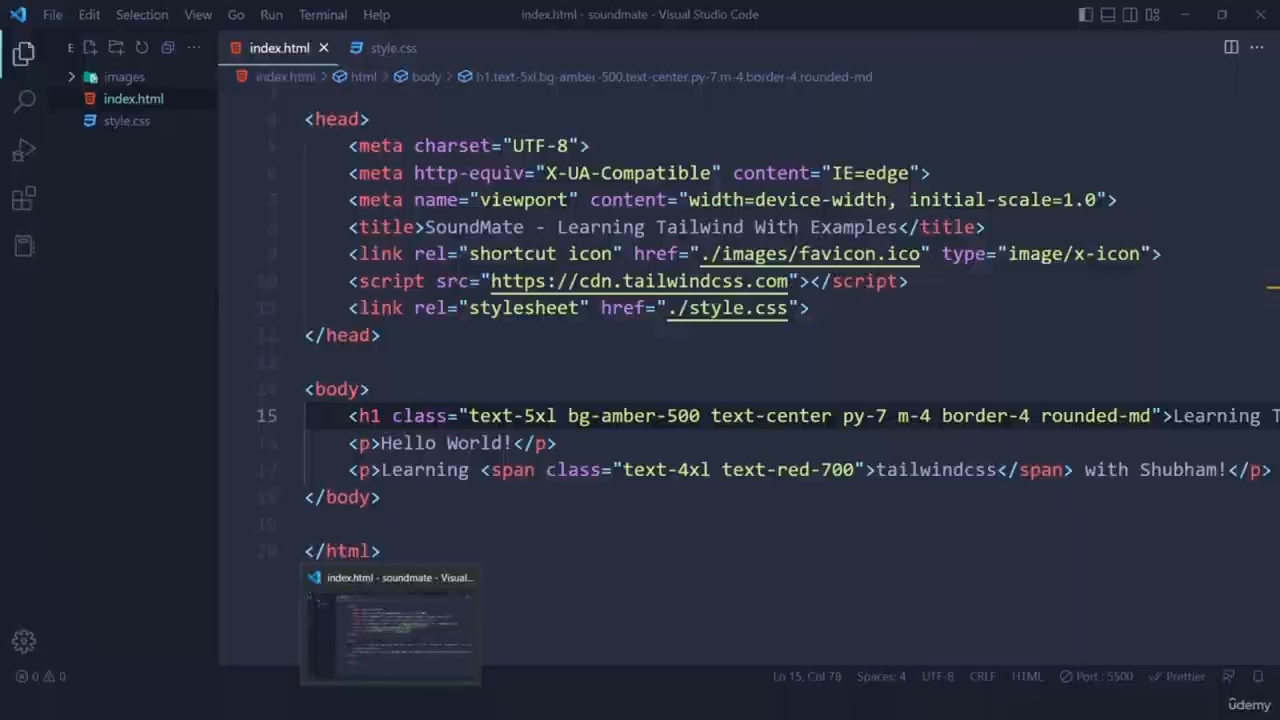 File Edit Selection View Go Run Terminal Help index.html - soundmate - Visual Studio Code
E
index.html style.css
images
index.html
style.css
index.html > html > body > h1.text-5xl.bg-amber-500.text-center.py-7.m-4.border-4.rounded-md
<head>
<meta charset="UTF-8">
<meta http-equiv="X-UA-Compatible" content="IE=edge">
<meta name="viewport" content="width=device-width, initial-scale=1.0">
<title>SoundMate - Learning Tailwind With Examples</title>
<link rel="shortcut icon" href="./images/favicon.ico" type="image/x-icon">
<script src="https://cdn.tailwindcss.com"></script>
<link rel="stylesheet" href="./style.css">
</head>
<body>
15 <h1 class="text-5xl bg-amber-500 text-center py-7 m-4 border-4 rounded-md">Learning T
<p>Hello World!</p>
<p>Learning <span class="text-4xl text-red-700">tailwindcss</span> with Shubham!</p>
</body>
</html>
index.html - soundmate - Visual...
0 0 Ln 15, Col 78 Spaces: 4 UTF-8 CRLF HTML Port : 5500 Prettier
ûdemy